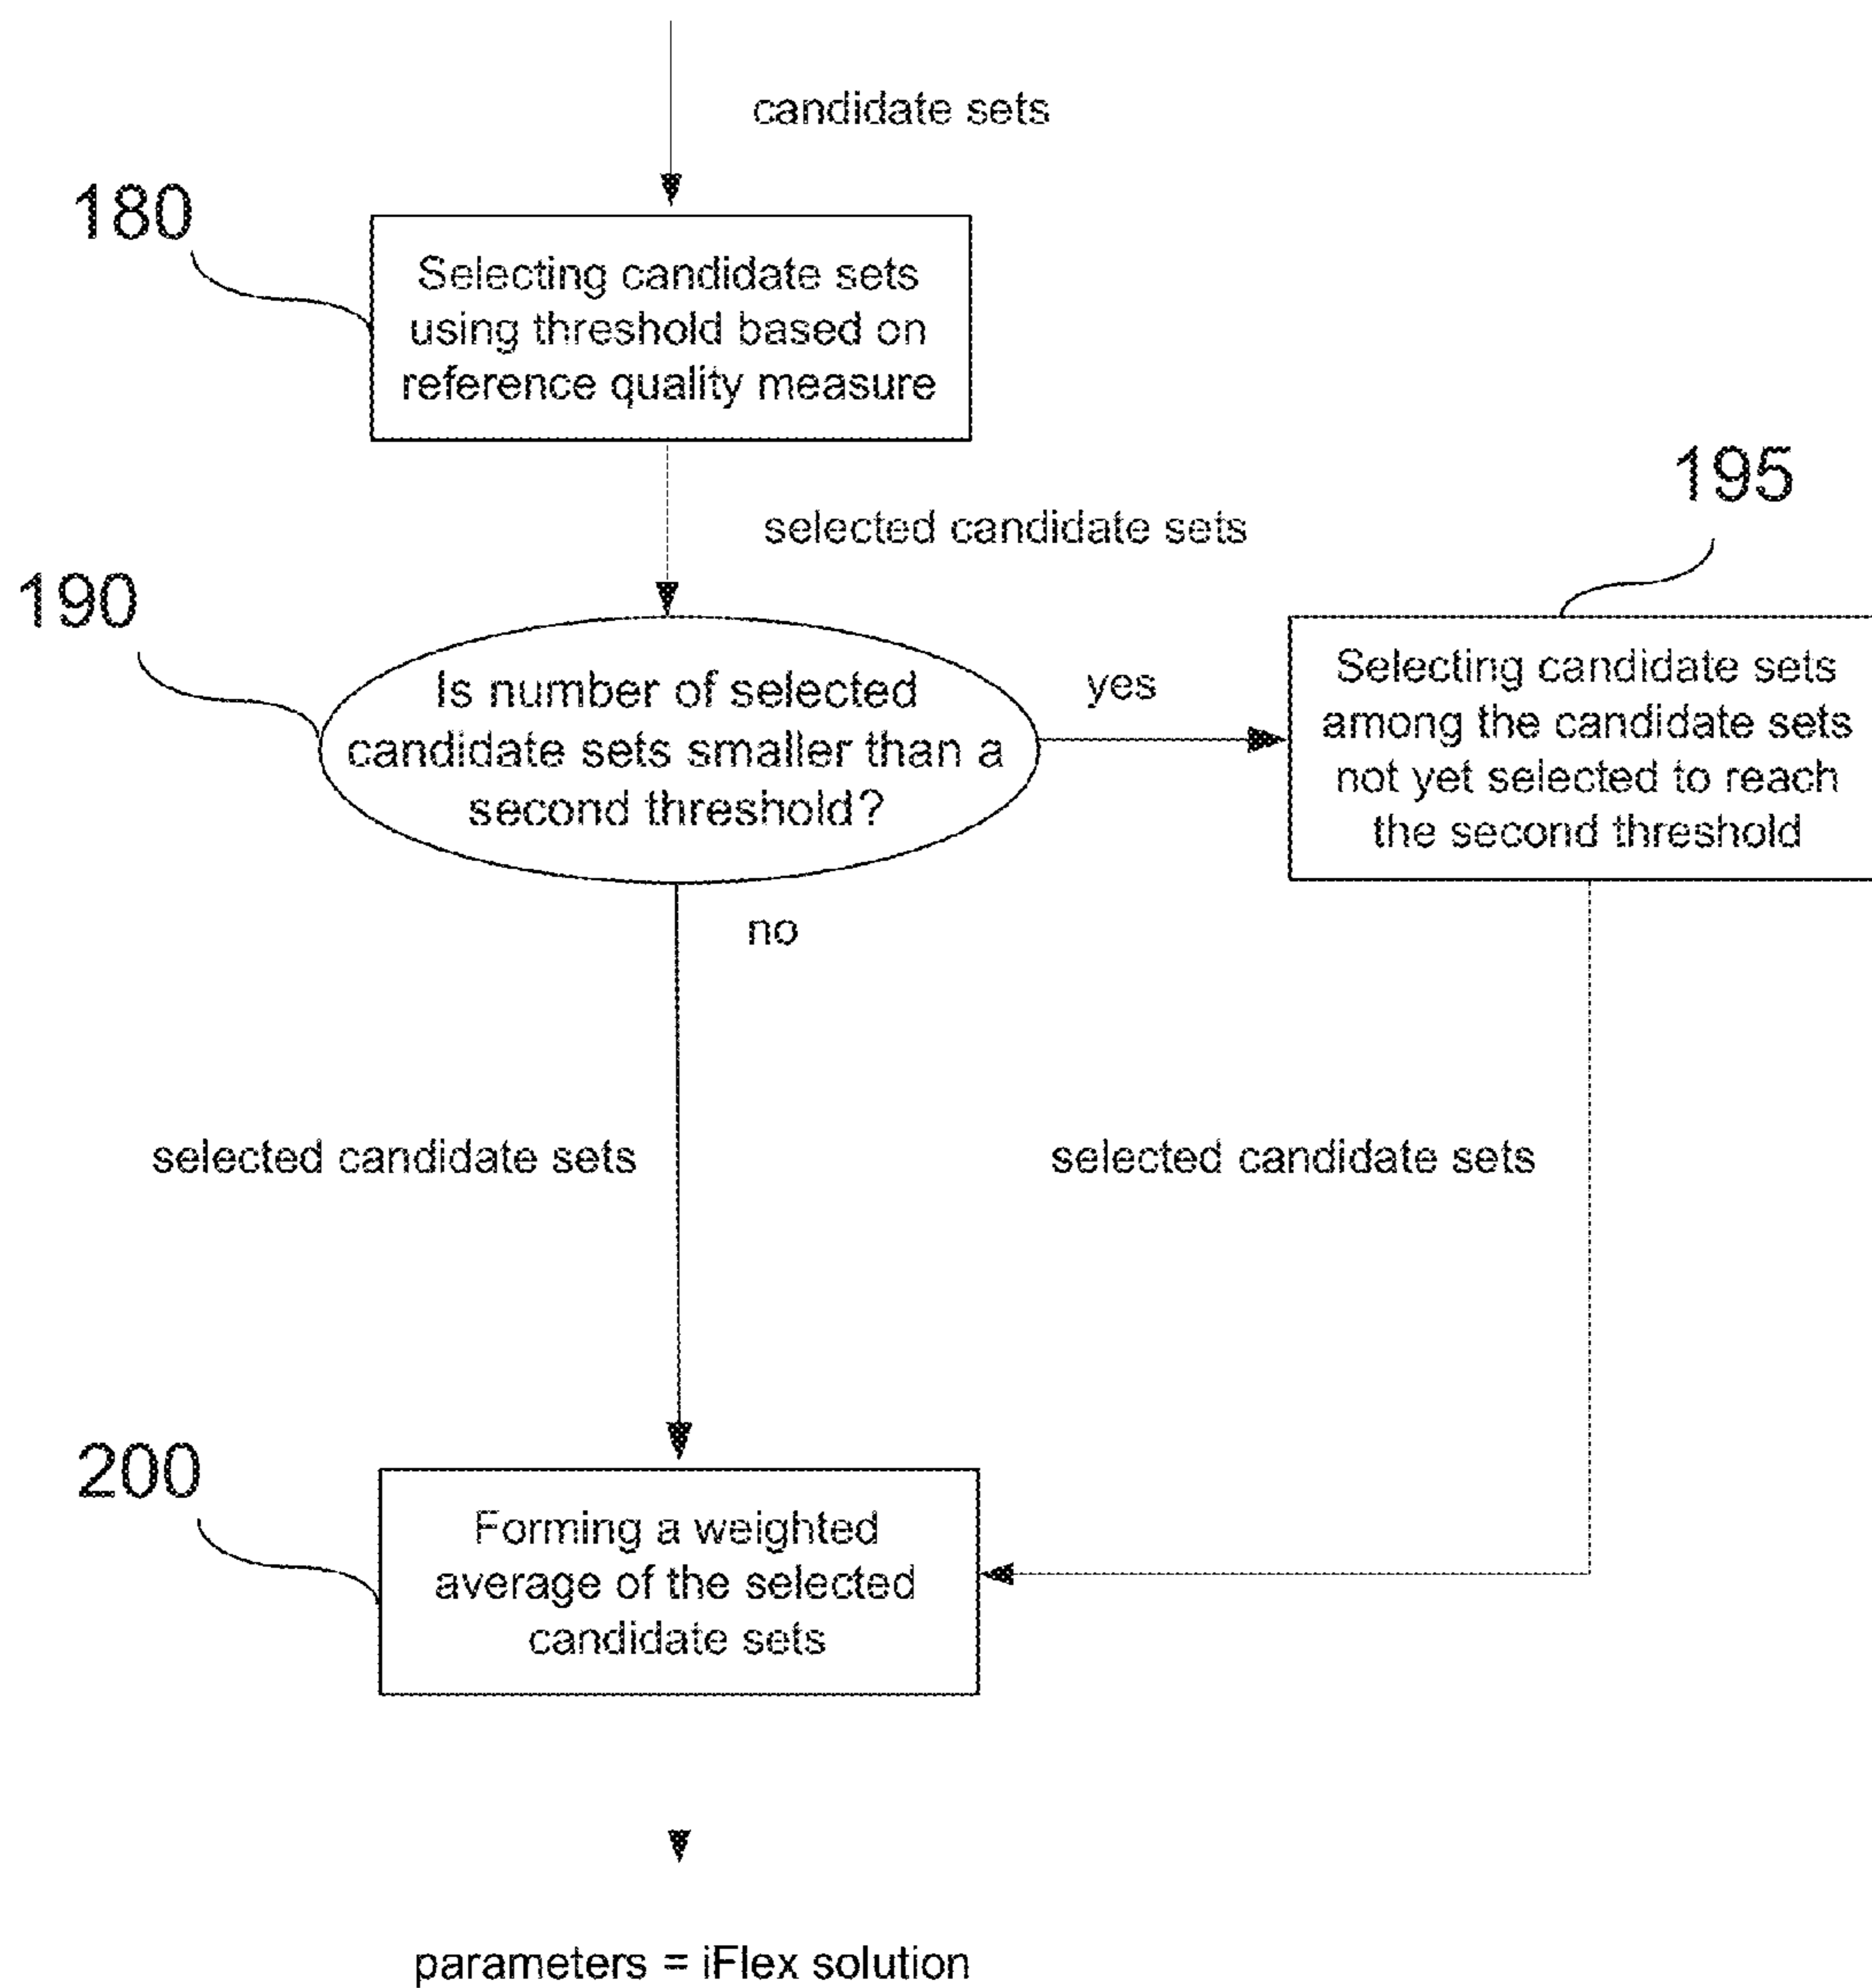 candidate sets
180
Selecting candidate sets
using threshold based on
reference quality measure
195
selected candidate sets
190
Is number of selected
candidate sets smaller than a
second threshold?
yes
Selecting candidate sets
among the candidate sets
not yet selected to reach
the second threshold
no
selected candidate sets
selected candidate sets
200
Forming a weighted
average of the selected
candidate sets
parameters = iFlex solution